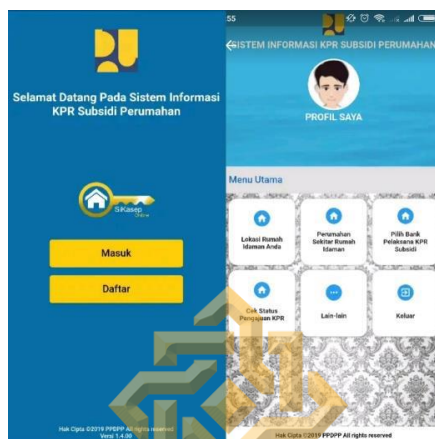 Selamat Datang Pada Sistem Informasi
KPR Subsidi Perumahan
SiKasep
Online
Masuk
Daftar
Hak Cipta ©2019 PPDPP All rights reserved
Versi 1.4.00
55
SISTEM INFORMASI KPR SUBSIDI PERUMAHAN
PROFIL SAYA
Menu Utama
Lokasi Rumah
Idaman Anda
Perumahan
Sekitar Rumah
Idaman
Pilih Bank
Pelaksana KPR
Subsidi
Cek Status
Pengajuan KPR
Lain-lain
Keluar
Hak Cipta ©2019 PPDPP All rights reserved